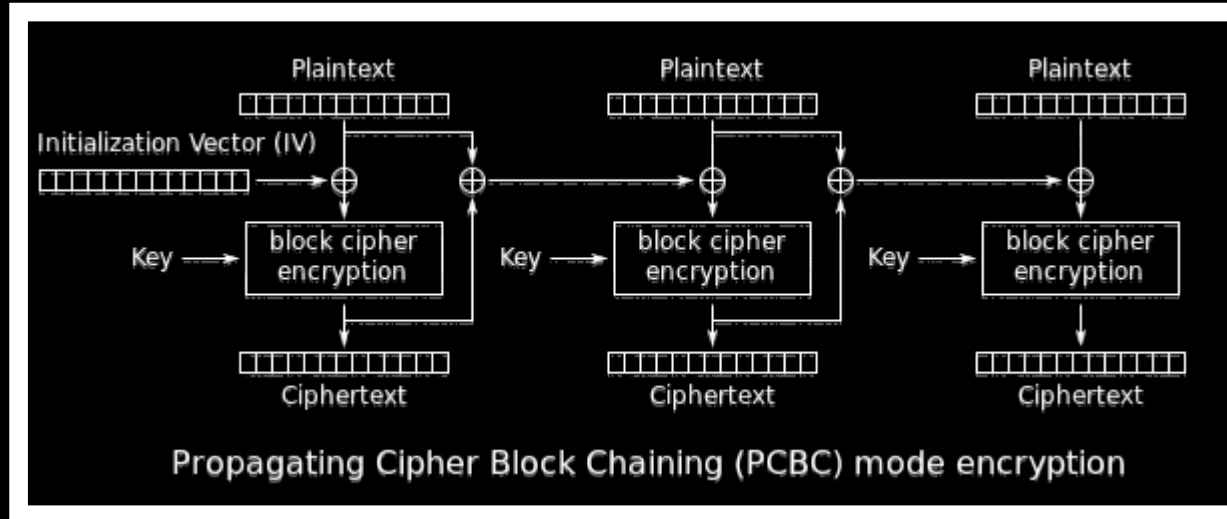 Plaintext Plaintext Plaintext
Initialization Vector (IV)
Key block cipher encryption Key block cipher encryption Key block cipher encryption
Ciphertext Ciphertext Ciphertext
Propagating Cipher Block Chaining (PCBC) mode encryption